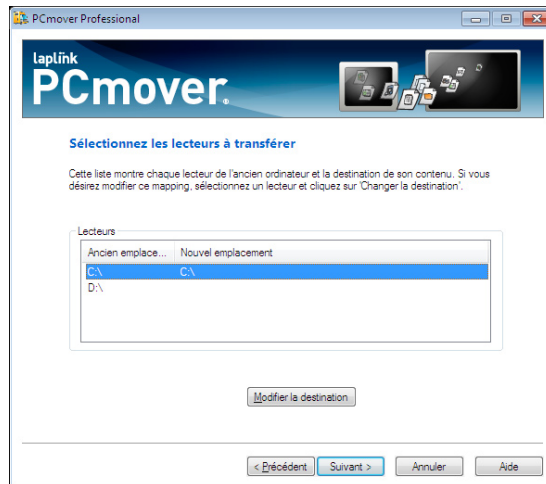 PCmover Professional
laplink
PCmover®
Sélectionnez les lecteurs à transférer
Cette liste montre chaque lecteur de l'ancien ordinateur et la destination de son contenu. Si vous
désirez modifier ce mapping, sélectionnez un lecteur et cliquez sur 'Changer la destination'.
Lecteurs
Ancien emplace... Nouvel emplacement
C:\ C:\
D:\
Modifier la destination
< Précédent Suivant > Annuler Aide